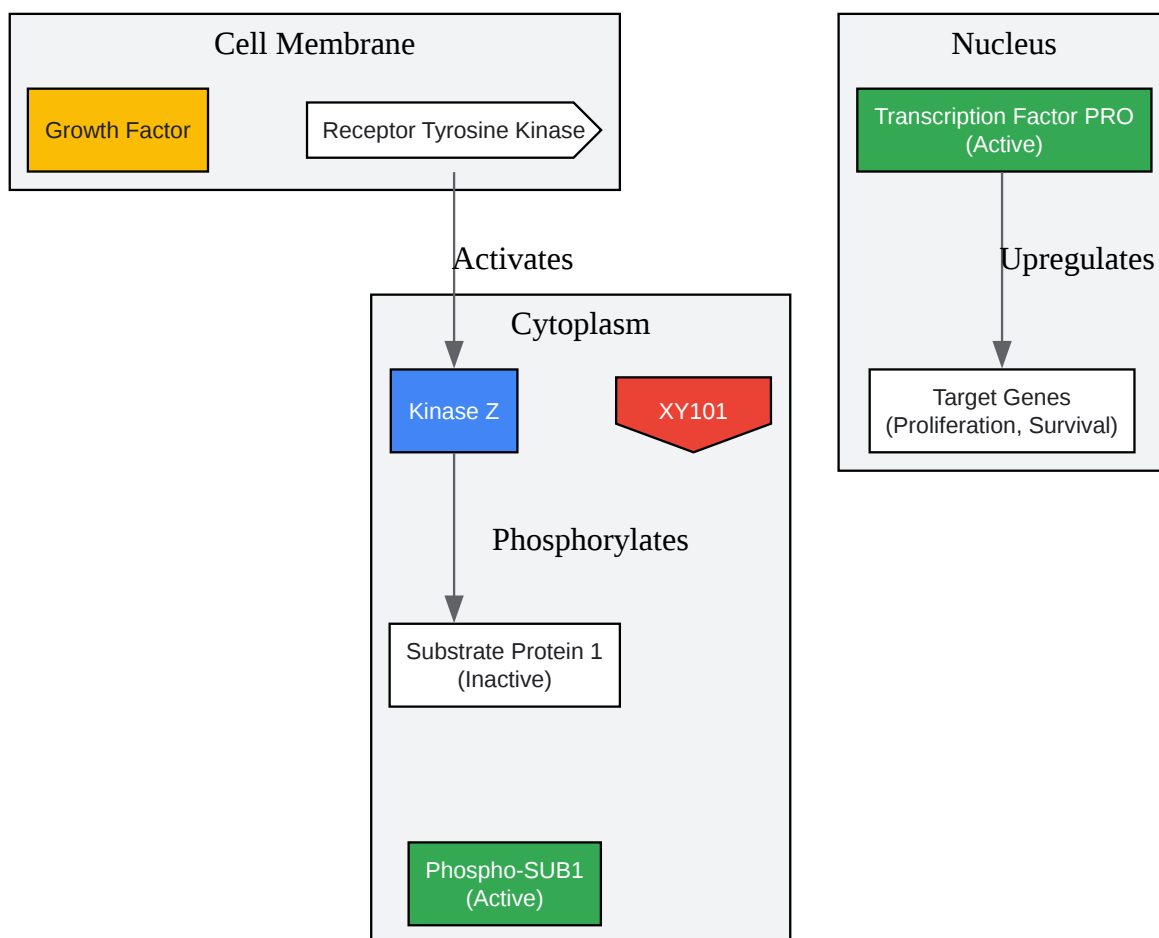 Cell Membrane
Growth Factor
Receptor Tyrosine Kinase
Activates
Cytoplasm
Kinase Z
XY101
Phosphorylates
Substrate Protein 1
(Inactive)
Phospho-SUB1
(Active)
Nucleus
Transcription Factor PRO
(Active)
Upregulates
Target Genes
(Proliferation, Survival)